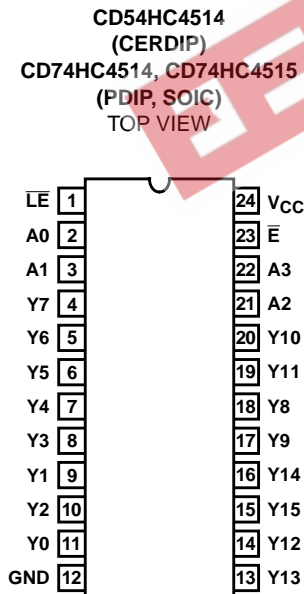 CD54HC4514
(CERDIP)
CD74HC4514, CD74HC4515
(PDIP, SOIC)
TOP VIEW
L̅E̅ 1 24 VCC
A0 2 23 E̅
A1 3 22 A3
Y7 4 21 A2
Y6 5 20 Y10
Y5 6 19 Y11
Y4 7 18 Y8
Y3 8 17 Y9
Y1 9 16 Y14
Y2 10 15 Y15
Y0 11 14 Y12
GND 12 13 Y13